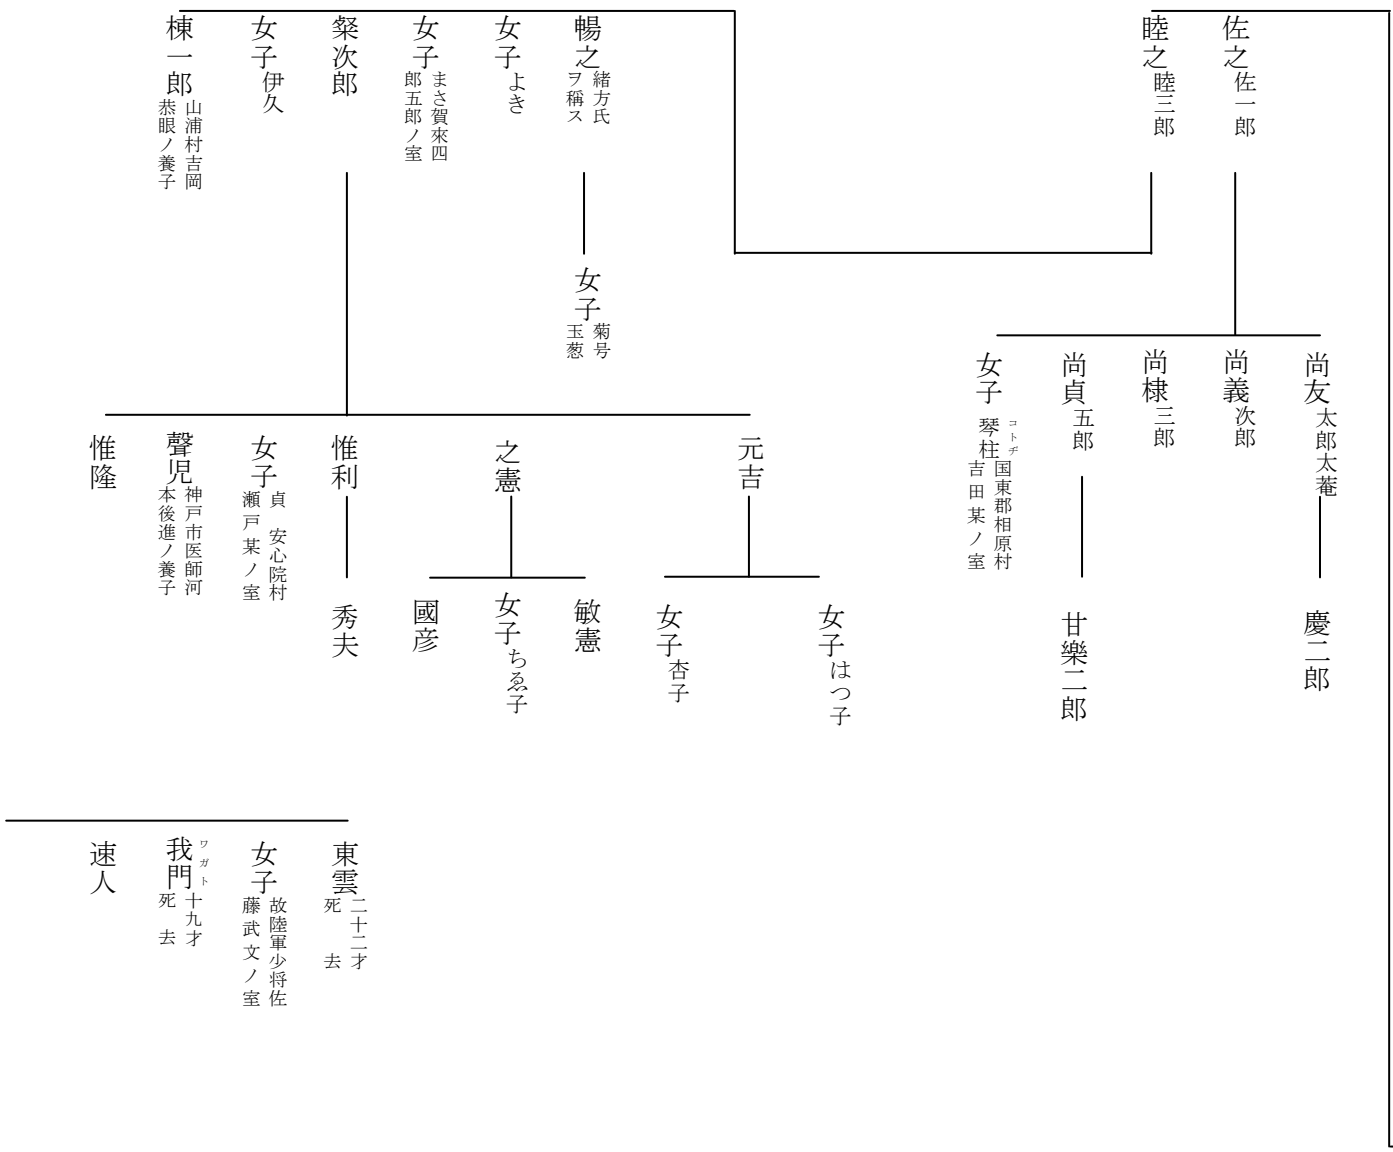 佐之 佐一郎
睦之 睦三郎
暢之 緒方氏
ヲ稱ス
女子 よき
女子 まさ賀來四
郎五郎ノ室
粲次郎
女子 伊久
棟一郎 山浦村吉岡
恭眼ノ養子
女子 菊号
玉葱
尚友 太郎太菴
尚義 次郎
尚棣 三郎
尚貞 五郎
女子 琴柱 コトヂ
国東郡相原村
吉田某ノ室
元吉
之憲
惟利
女子 貞 安心院村
瀬戸某ノ室
聲児 神戸市医師河
本後進ノ養子
惟隆
慶二郎
甘樂二郎
女子 はつ子
女子 杏子
敏憲
女子 ちゑ子
國彦
秀夫
東雲 二十二才
死去
女子 故陸軍少将佐
藤武文ノ室
我門 ワガト
十九才
死去
速人